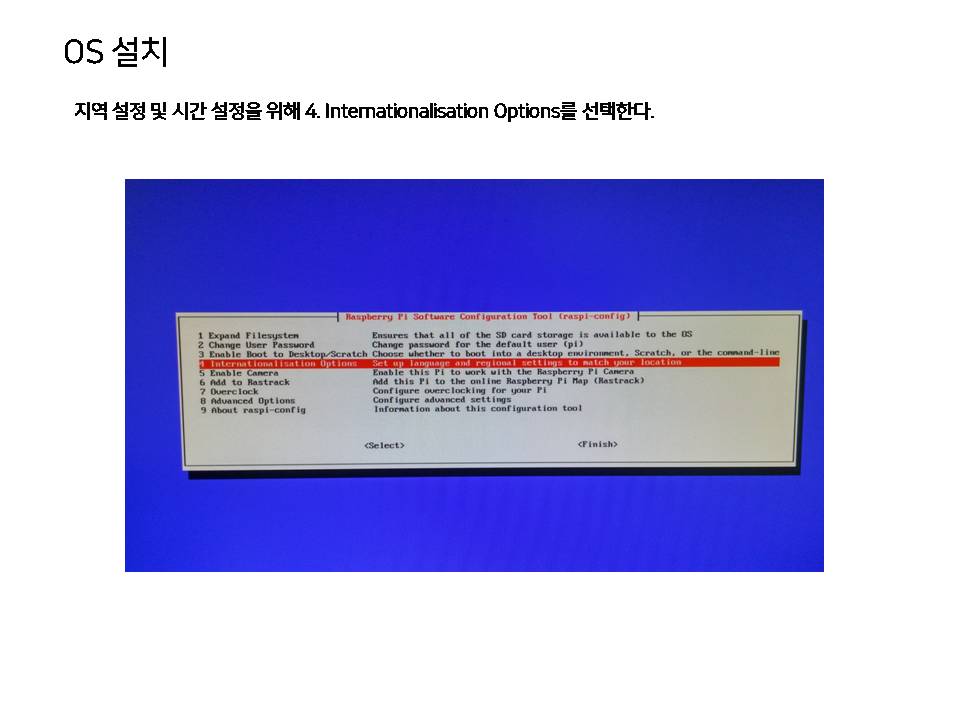 OS 설치
지역 설정 및 시간 설정을 위해 4. Internationalisation Options를 선택한다.
Raspberry Pi Software Configuration Tool (raspi-config)
1 Expand Filesystem Ensures that all of the SD card storage is available to the OS
2 Change User Password Change password for the default user (pi)
3 Enable Boot to Desktop/Scratch Choose whether to boot into a desktop environment, Scratch, or the command-line
4 Internationalisation Options Set up language and regional settings to match your location
5 Enable Camera Enable this Pi to work with the Raspberry Pi Camera
6 Add to Rastrack Add this Pi to the online Raspberry Pi Map (Rastrack)
7 Overclock Configure overclocking for your Pi
8 Advanced Options Configure advanced settings
9 About raspi-config Information about this configuration tool
<Select> <Finish>